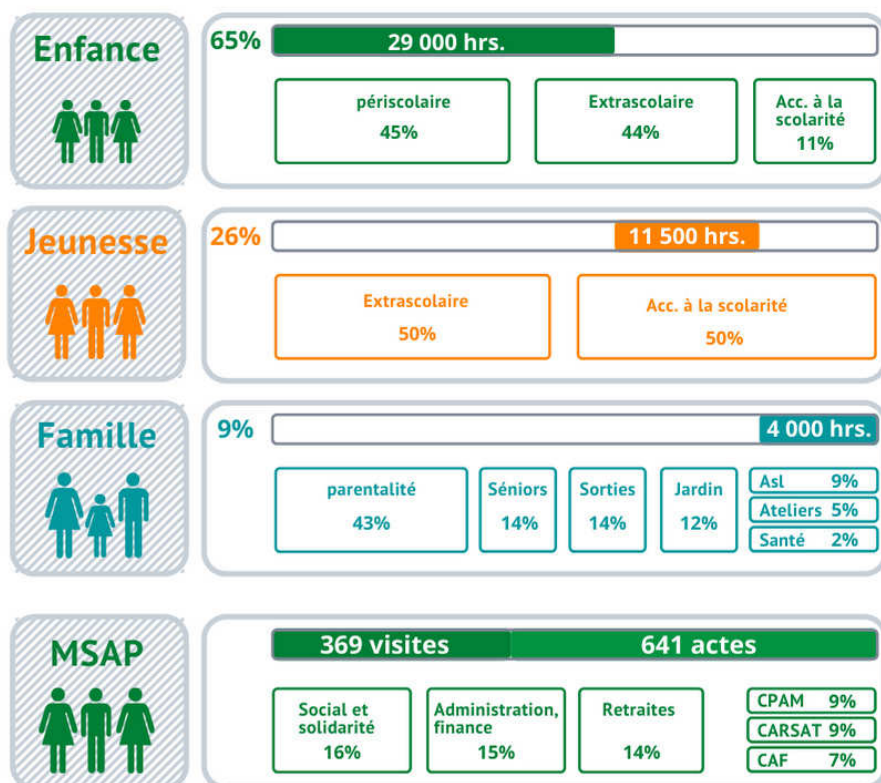 Enfance
65%
29 000 hrs.
périscolaire
45%
Extrascolaire
44%
Acc. à la
scolarité
11%
Jeunesse
26%
11 500 hrs.
Extrascolaire
50%
Acc. à la scolarité
50%
Famille
9%
4 000 hrs.
parentalité
43%
Séniors
14%
Sorties
14%
Jardin
12%
Asl 9%
Ateliers 5%
Santé 2%
MSAP
369 visites
641 actes
Social et
solidarité
16%
Administration,
finance
15%
Retraites
14%
CPAM 9%
CARSAT 9%
CAF 7%